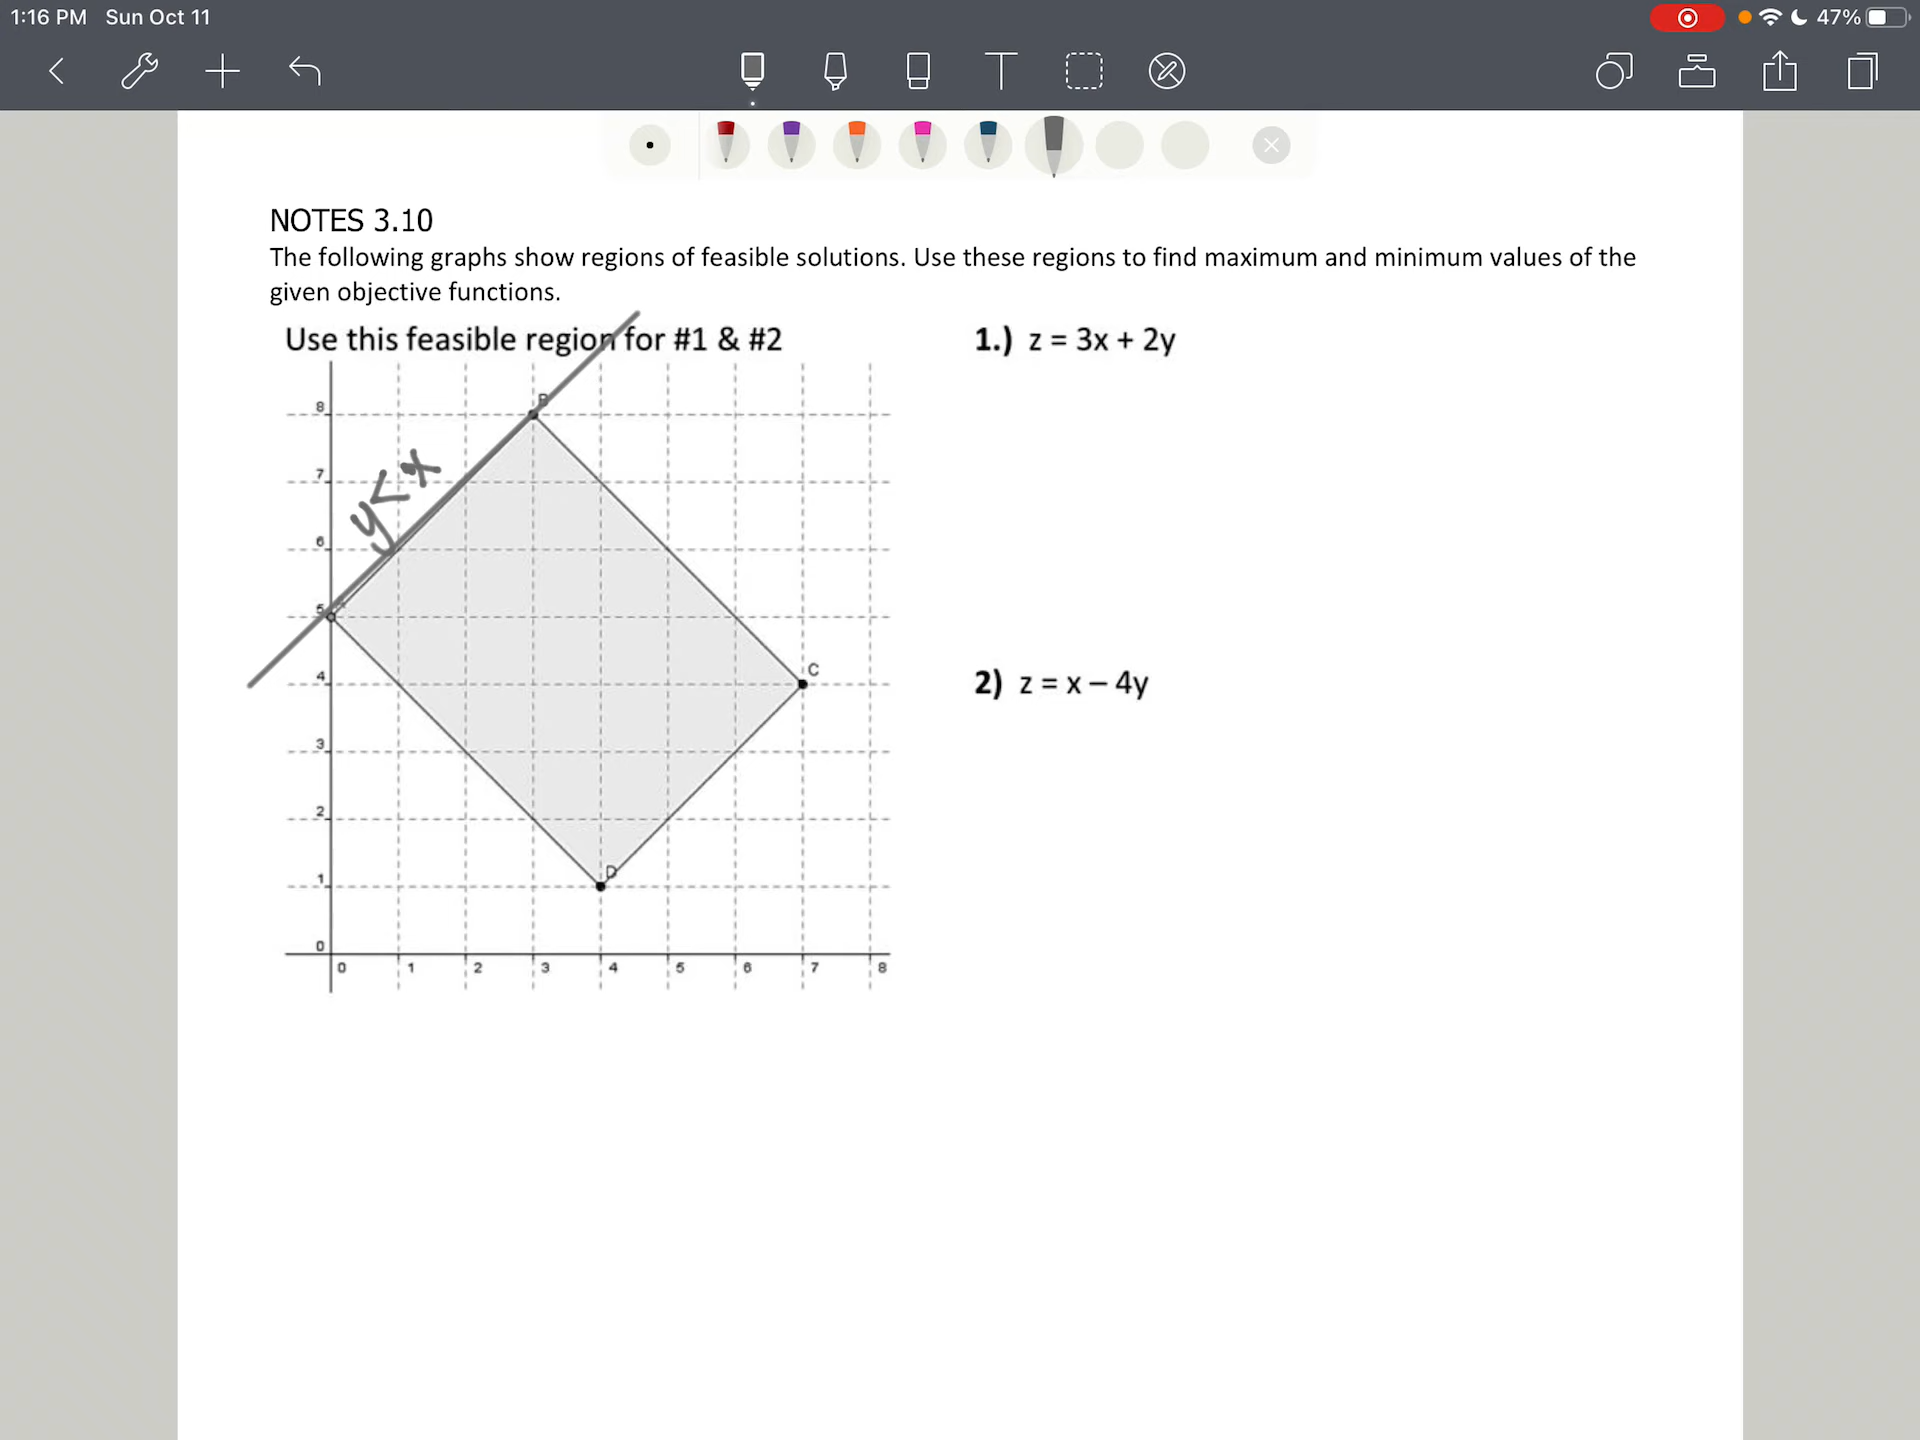 1:16 PM Sun Oct 11
47%
NOTES 3.10
The following graphs show regions of feasible solutions. Use these regions to find maximum and minimum values of the
given objective functions.
Use this feasible region for #1 & #2
1.) z = 3x + 2y
B
8
7
y < x
6
5
4
C
2) z = x – 4y
3
2
1
D
0
0 1 2 3 4 5 6 7 8